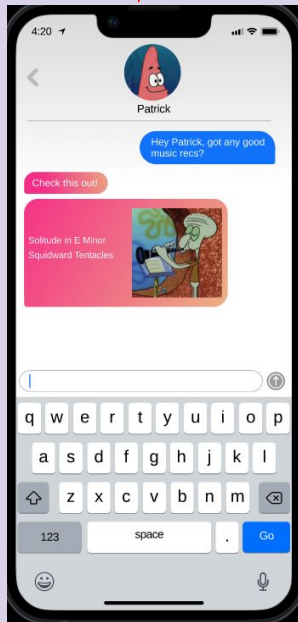 4:20
Patrick
Hey Patrick, got any good
music recs?
Check this out!
Solitude in E Minor
Squidward Tentacles
q w e r t y u i o p
a s d f g h j k l
z x c v b n m
123 space . Go